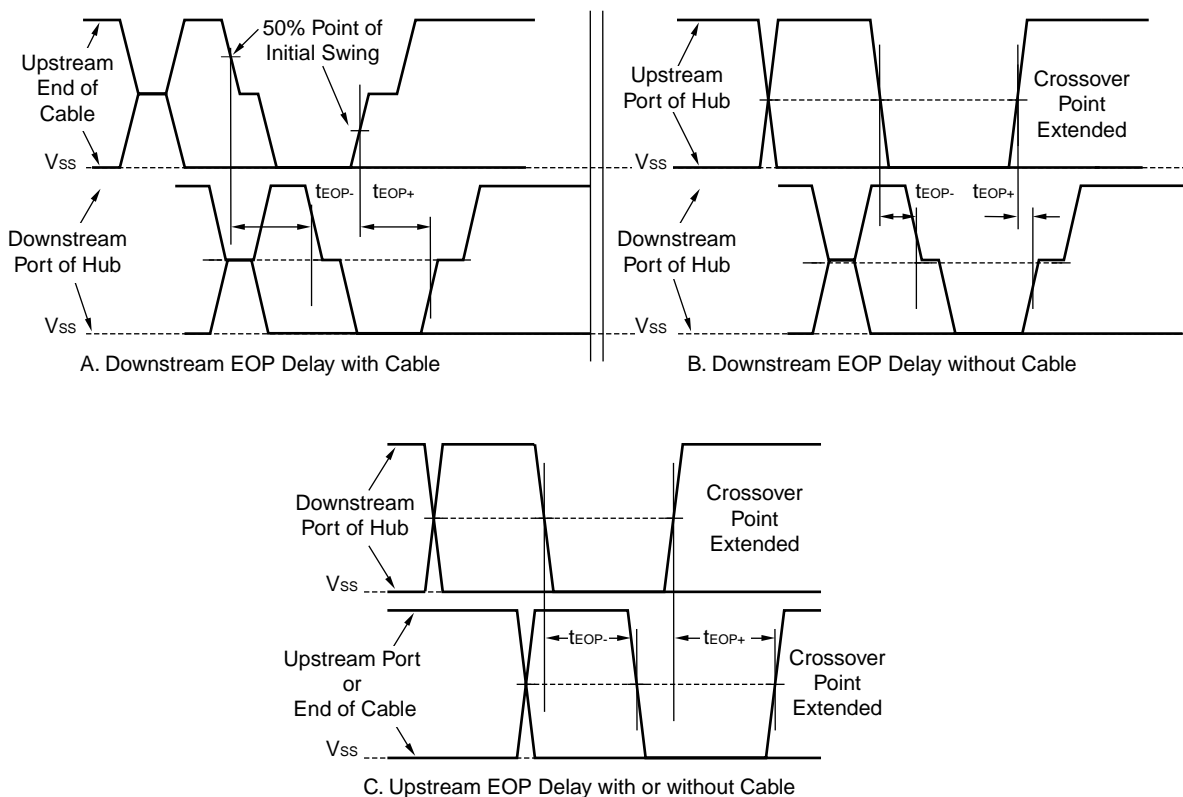 50% Point of
Initial Swing
Upstream
End of
Cable
VSS
tEOP-
tEOP+
Downstream
Port of Hub
VSS
A. Downstream EOP Delay with Cable
Upstream
Port of Hub
Crossover
Point
Extended
VSS
tEOP-
tEOP+
Downstream
Port of Hub
VSS
B. Downstream EOP Delay without Cable
Downstream
Port of Hub
Crossover
Point
Extended
VSS
tEOP-
tEOP+
Upstream Port
or
End of Cable
Crossover
Point
Extended
VSS
C. Upstream EOP Delay with or without Cable